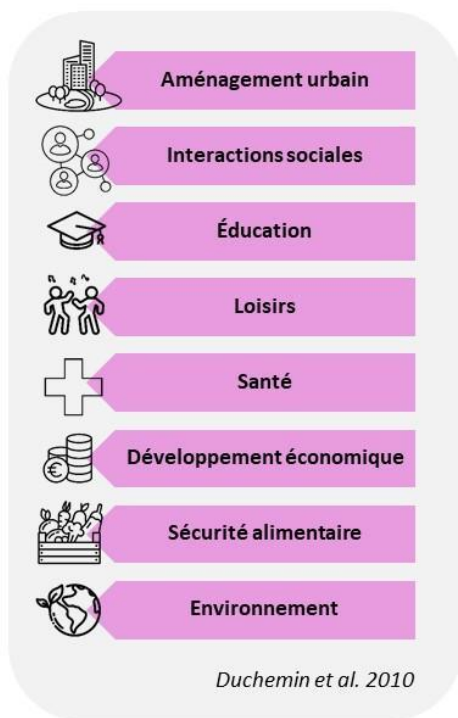 Aménagement urbain
Interactions sociales
Éducation
Loisirs
Santé
Développement économique
Sécurité alimentaire
Environnement
Duchemin et al. 2010